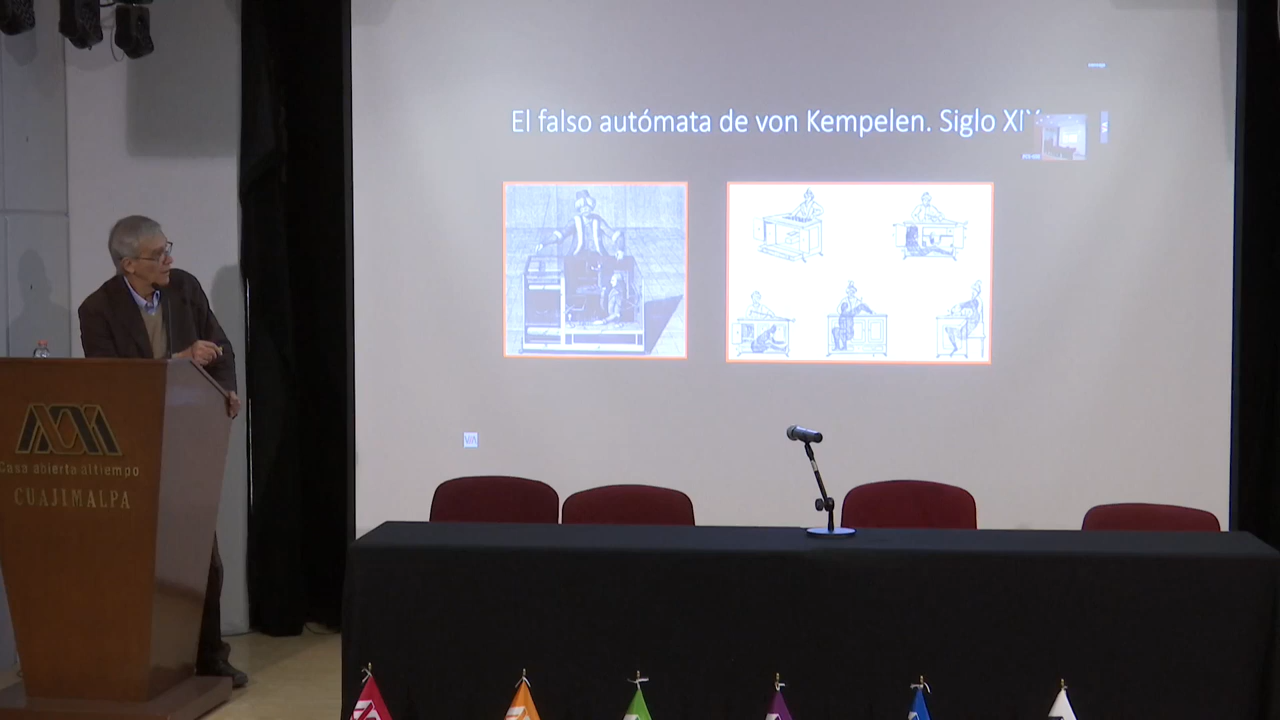 El falso autómata de von Kempelen. Siglo
Casa abierta al tiempo
CUAJIMALPA